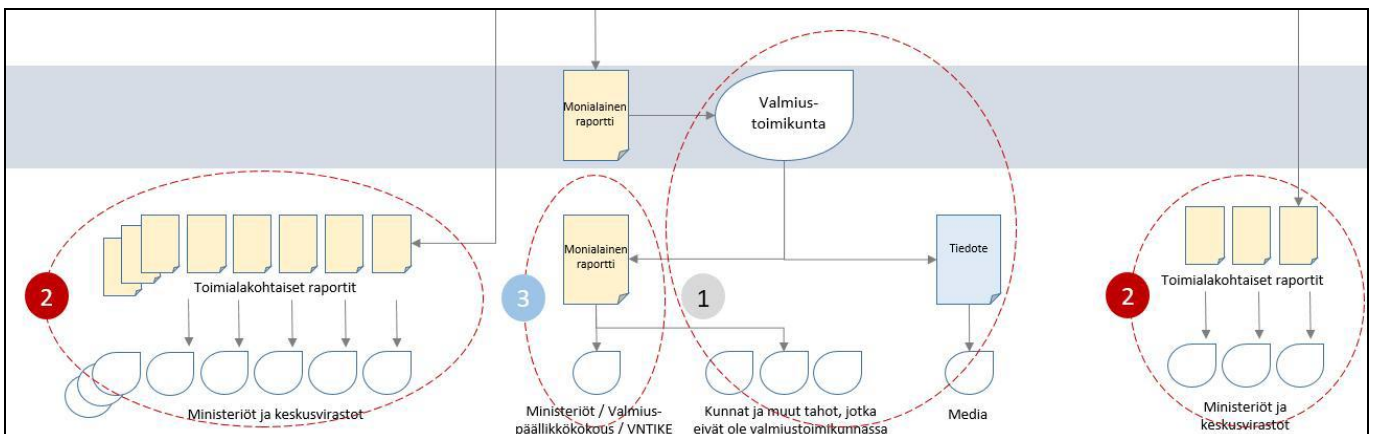 Monialainen
raportti
Valmius-
toimikunta
2
Toimialakohtaiset raportit
Ministeriöt ja keskusvirastot
3
Monialainen
raportti
Ministeriöt / Valmius-
päällikkökokous / VNTIKE
1
Kunnat ja muut tahot, jotka
eivät ole valmiustoimikunnassa
Tiedote
Media
2
Toimialakohtaiset raportit
Ministeriöt ja
keskusvirastot